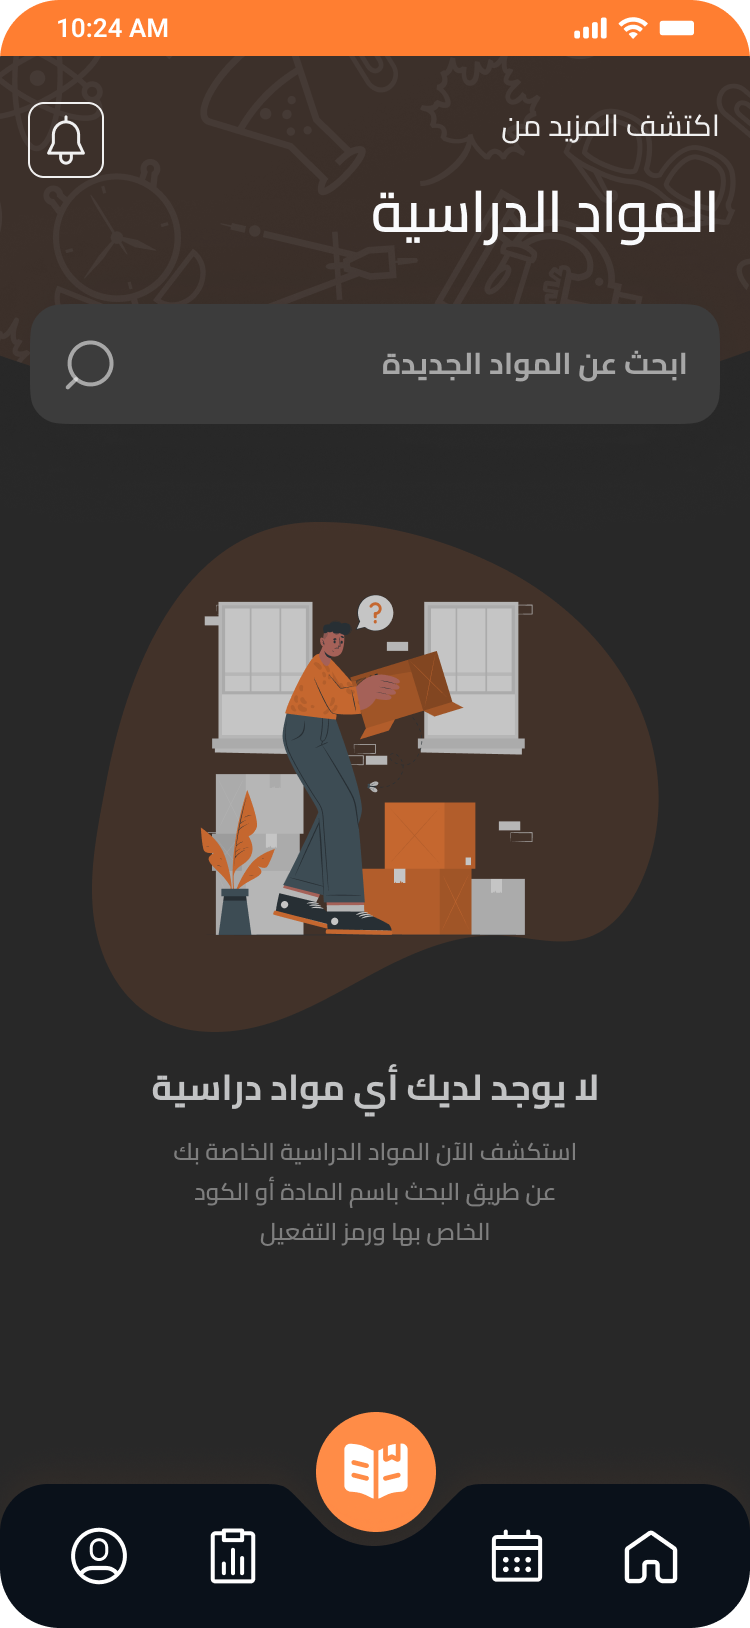 10:24 AM
اكتشف المزيد من
المواد الدراسية
ابحث عن المواد الجديدة
?
لا يوجد لديك أي مواد دراسية
استكشف الآن المواد الدراسية الخاصة بك
عن طريق البحث باسم المادة أو الكود
الخاص بها ورمز التفعيل